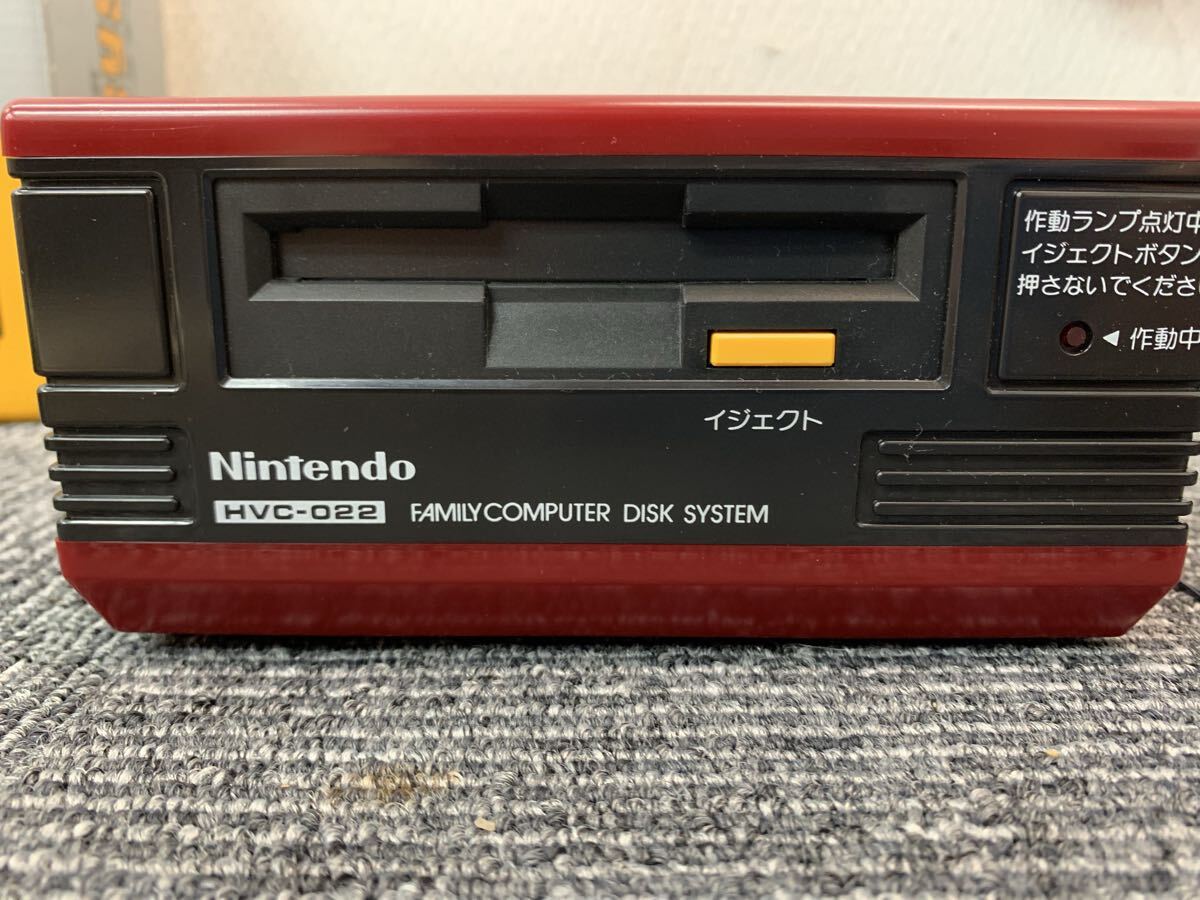 作動ランプ点灯中
イジェクトボタン
押さないでくださ
◀ 作動中
イジェクト
Nintendo
HVC-022 FAMILY COMPUTER DISK SYSTEM